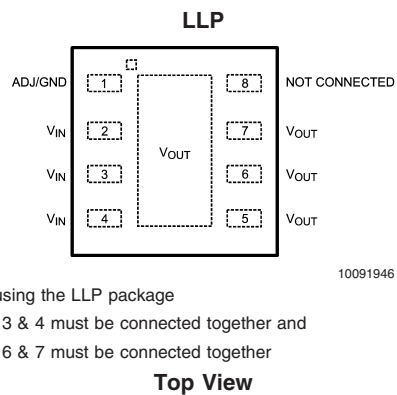 LLP
ADJ/GND 1 8 NOT CONNECTED
VIN 2 7 VOUT
VOUT
VIN 3 6 VOUT
VIN 4 5 VOUT
10091946
using the LLP package
3 & 4 must be connected together and
6 & 7 must be connected together
Top View